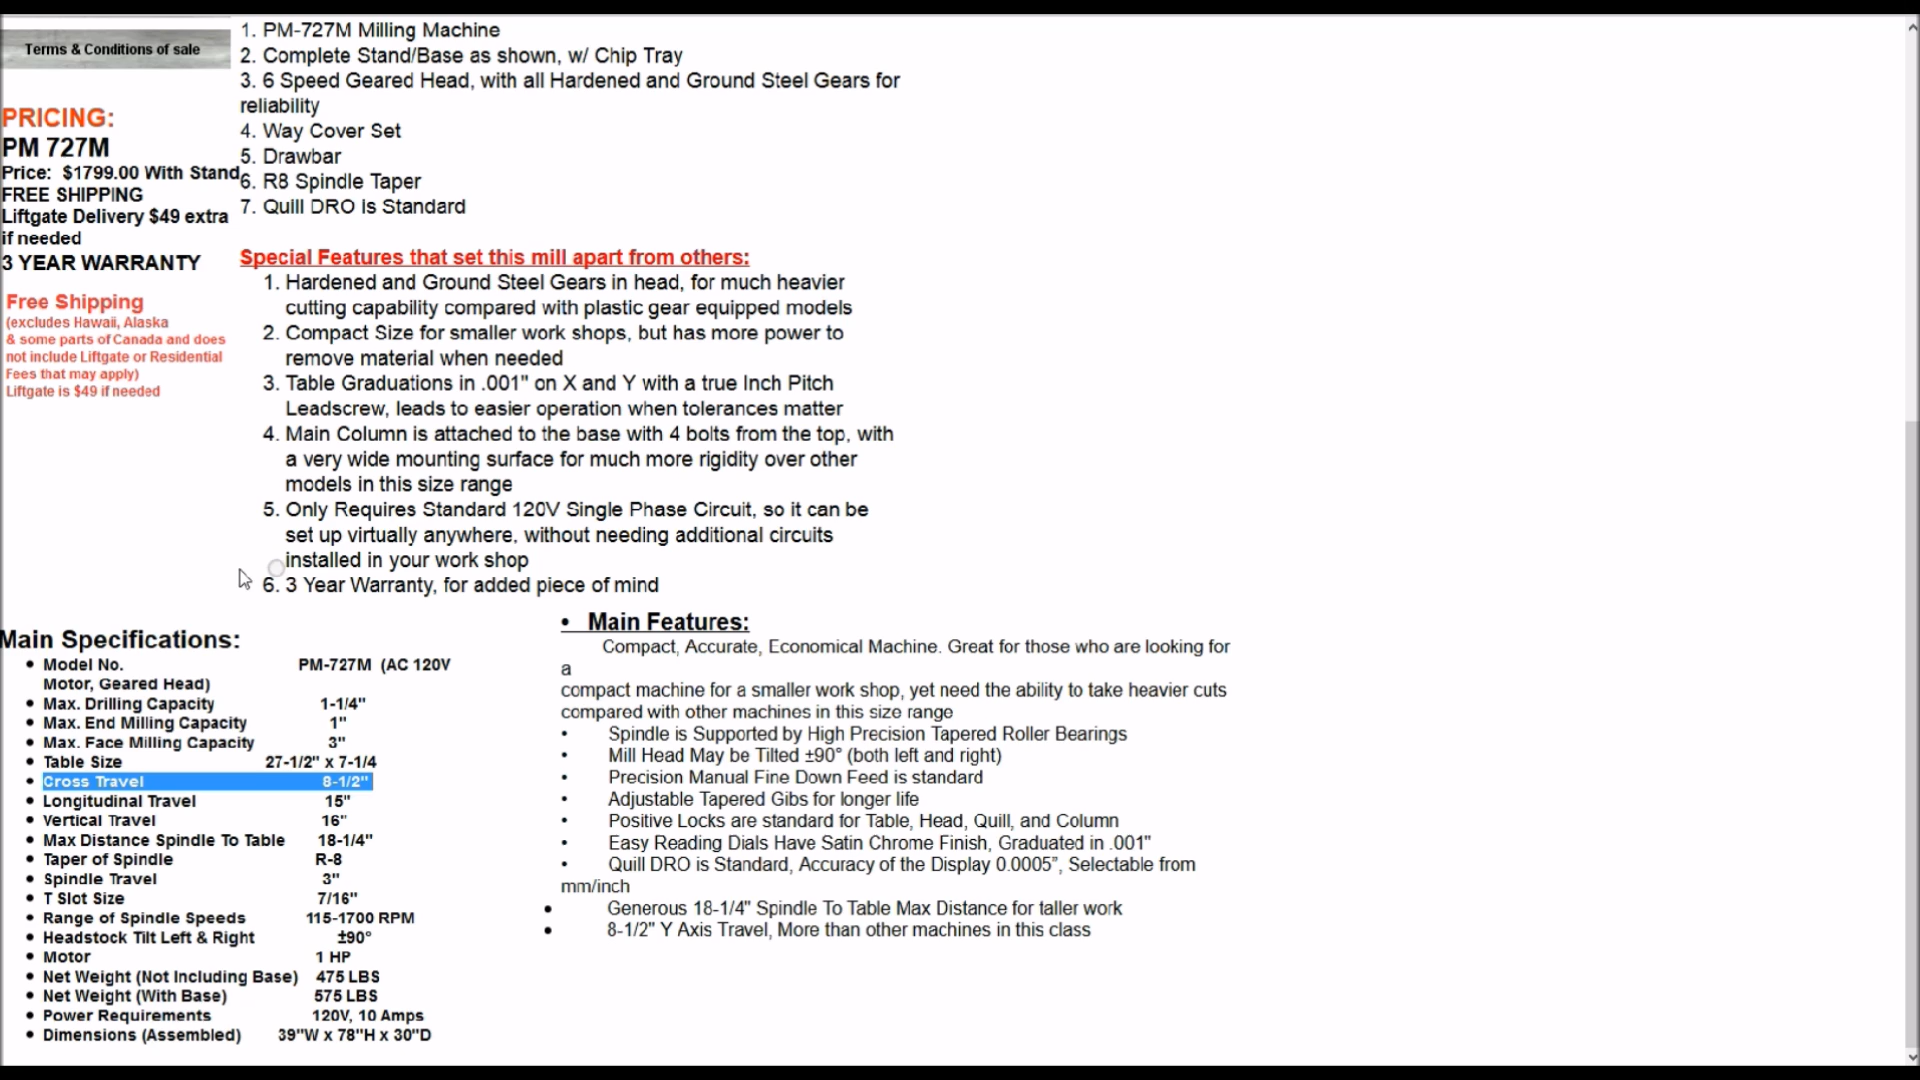 Terms & Conditions of sale
PRICING:
PM 727M
Price: $1799.00 With Stand
FREE SHIPPING
Liftgate Delivery $49 extra
if needed
3 YEAR WARRANTY
Free Shipping
(excludes Hawaii, Alaska
& some parts of Canada and does
not include Liftgate or Residential
Fees that may apply)
Liftgate is $49 if needed
1. PM-727M Milling Machine
2. Complete Stand/Base as shown, w/ Chip Tray
3. 6 Speed Geared Head, with all Hardened and Ground Steel Gears for
reliability
4. Way Cover Set
5. Drawbar
6. R8 Spindle Taper
7. Quill DRO is Standard
Special Features that set this mill apart from others:
1. Hardened and Ground Steel Gears in head, for much heavier
cutting capability compared with plastic gear equipped models
2. Compact Size for smaller work shops, but has more power to
remove material when needed
3. Table Graduations in .001" on X and Y with a true Inch Pitch
Leadscrew, leads to easier operation when tolerances matter
4. Main Column is attached to the base with 4 bolts from the top, with
a very wide mounting surface for much more rigidity over other
models in this size range
5. Only Requires Standard 120V Single Phase Circuit, so it can be
set up virtually anywhere, without needing additional circuits
installed in your work shop
6. 3 Year Warranty, for added piece of mind
Main Specifications:
• Model No. PM-727M (AC 120V
Motor, Geared Head)
• Max. Drilling Capacity 1-1/4"
• Max. End Milling Capacity 1"
• Max. Face Milling Capacity 3"
• Table Size 27-1/2" x 7-1/4
• Cross Travel 8-1/2"
• Longitudinal Travel 15"
• Vertical Travel 16"
• Max Distance Spindle To Table 18-1/4"
• Taper of Spindle R-8
• Spindle Travel 3"
• T Slot Size 7/16"
• Range of Spindle Speeds 115-1700 RPM
• Headstock Tilt Left & Right ±90°
• Motor 1 HP
• Net Weight (Not Including Base) 475 LBS
• Net Weight (With Base) 575 LBS
• Power Requirements 120V, 10 Amps
• Dimensions (Assembled) 39"W x 78"H x 30"D
• Main Features:
Compact, Accurate, Economical Machine. Great for those who are looking for
a
compact machine for a smaller work shop, yet need the ability to take heavier cuts
compared with other machines in this size range
• Spindle is Supported by High Precision Tapered Roller Bearings
• Mill Head May be Tilted ±90° (both left and right)
• Precision Manual Fine Down Feed is standard
• Adjustable Tapered Gibs for longer life
• Positive Locks are standard for Table, Head, Quill, and Column
• Easy Reading Dials Have Satin Chrome Finish, Graduated in .001"
• Quill DRO is Standard, Accuracy of the Display 0.0005”, Selectable from
mm/inch
• Generous 18-1/4" Spindle To Table Max Distance for taller work
• 8-1/2" Y Axis Travel, More than other machines in this class